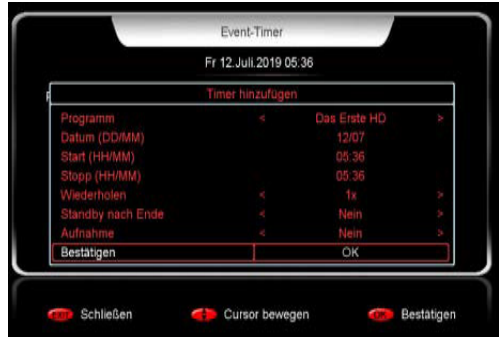 Event-Timer
Fr 12.Juli.2019 05:36
Timer hinzufügen
Programm < Das Erste HD >
Datum (DD/MM) 12/07
Start (HH/MM) 05:36
Stopp (HH/MM) 05:36
Wiederholen < 1x >
Standby nach Ende < Nein >
Aufnahme < Nein >
Bestätigen OK
EXIT Schließen Cursor bewegen OK Bestätigen